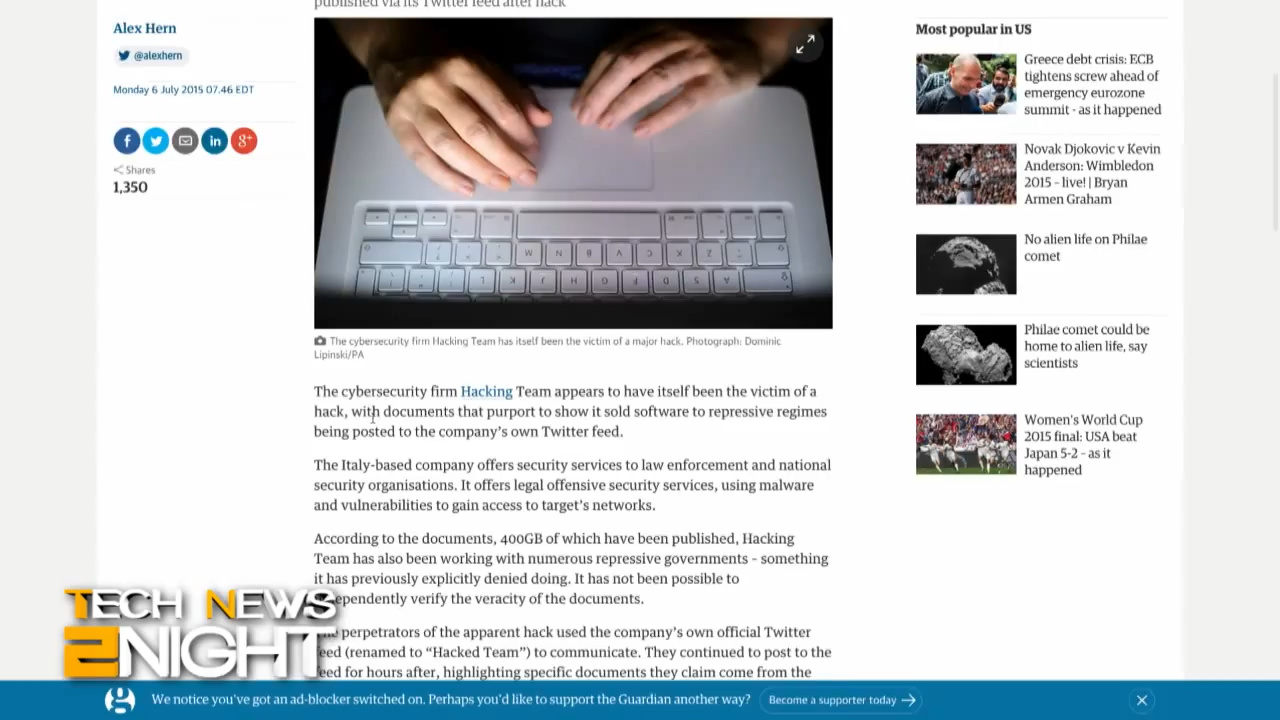 published via its Twitter feed after hack
Alex Hern
@alexhern
Monday 6 July 2015 07.46 EDT
Shares
1,350
The cybersecurity firm Hacking Team has itself been the victim of a major hack. Photograph: Dominic
Lipinski/PA
The cybersecurity firm Hacking Team appears to have itself been the victim of a
hack, with documents that purport to show it sold software to repressive regimes
being posted to the company's own Twitter feed.
The Italy-based company offers security services to law enforcement and national
security organisations. It offers legal offensive security services, using malware
and vulnerabilities to gain access to target's networks.
According to the documents, 400GB of which have been published, Hacking
Team has also been working with numerous repressive governments – something
it has previously explicitly denied doing. It has not been possible to
verify the veracity of the documents.
perpetrators of the apparent hack used the company's own official Twitter
(renamed to “Hacked Team”) to communicate. They continued to post to the
for hours after, highlighting specific documents they claim come from the
Most popular in US
Greece debt crisis: ECB
tightens screw ahead of
emergency eurozone
summit - as it happened
Novak Djokovic v Kevin
Anderson: Wimbledon
2015 – live! | Bryan
Armen Graham
No alien life on Philae
comet
Philae comet could be
home to alien life, say
scientists
Women's World Cup
2015 final: USA beat
Japan 5-2 – as it
happened
TECH NEWS
2NIGHT
We notice you've got an ad-blocker switched on. Perhaps you'd like to support the Guardian another way?
Become a supporter today